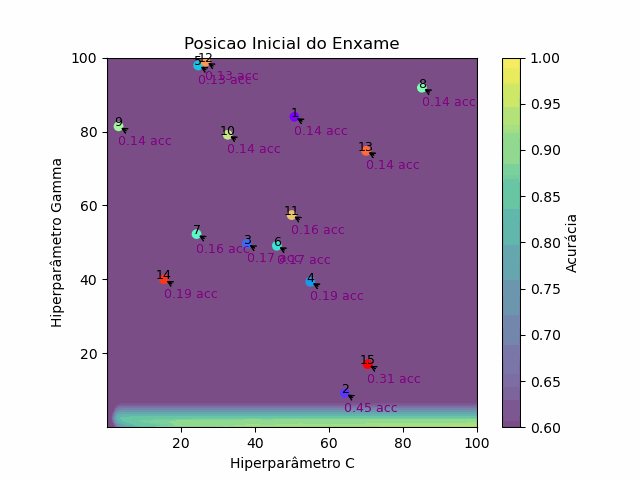 Posicao Inicial do Enxame
Hiperparâmetro Gamma
100
80
60
40
20
5
12
0.13 acc
0.13 acc
8
0.14 acc
1
0.14 acc
9
0.14 acc
10
0.14 acc
13
0.14 acc
11
0.16 acc
7
0.16 acc
3
0.17 acc
6
0.17 acc
14
0.19 acc
4
0.19 acc
15
0.31 acc
2
0.45 acc
20 40 60 80 100
Hiperparâmetro C
1.00
0.95
0.90
0.85
0.80
0.75
0.70
0.65
0.60
Acurácia